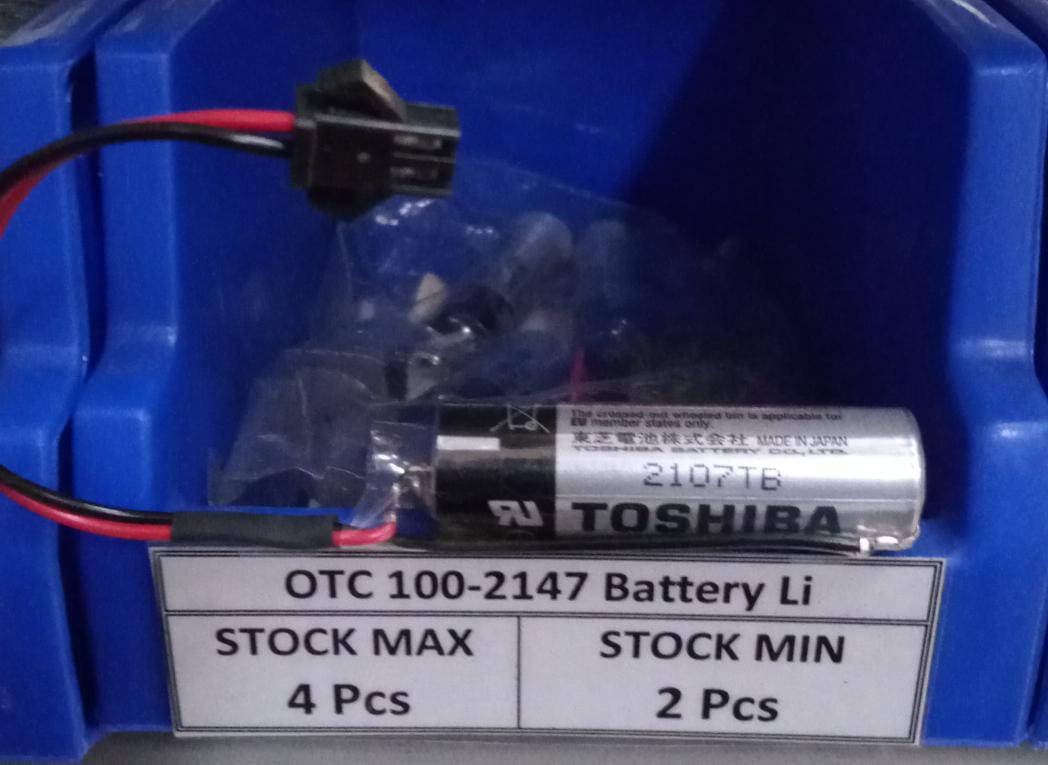 The crossed-out wheeled bin is applicable for
EU member states only.
東芝電池株式会社 MADE IN JAPAN
TOSHIBA BATTERY CO., LTD.
2107TB
TOSHIBA
OTC 100-2147 Battery Li
STOCK MAX
4 Pcs
STOCK MIN
2 Pcs